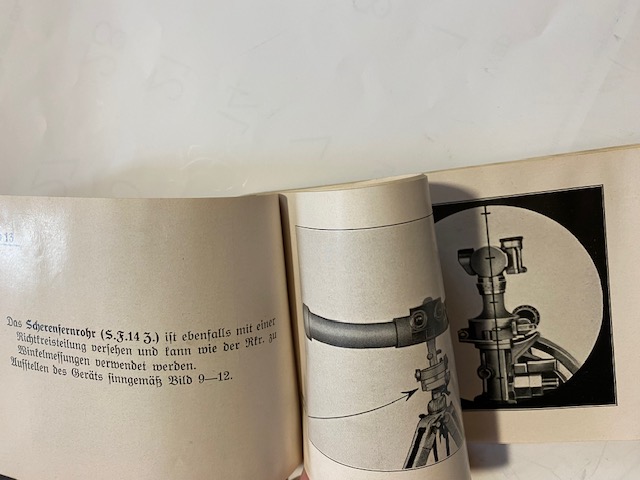 13
Das Scherenfernrohr (S.F.14 Z.) ist ebenfalls mit einer
Richtkreisteilung versehen und kann wie der Rkr. zu
Winkelmessungen verwendet werden.
Aufstellen des Geräts sinngemäß Bild 9—12.